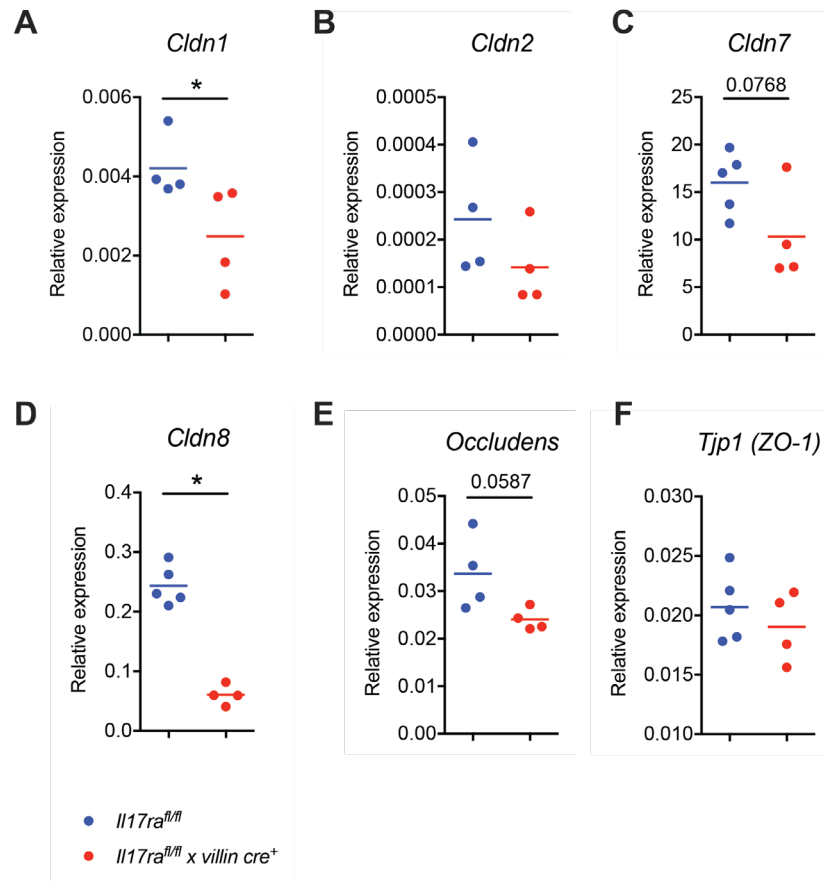 A
Cldn1
*
0.006
0.004
0.002
0.000
Relative expression
B
Cldn2
0.0005
0.0004
0.0003
0.0002
0.0001
0.0000
Relative expression
C
Cldn7
0.0768
25
20
15
10
5
0
Relative expression
D
Cldn8
*
0.4
0.3
0.2
0.1
0.0
Relative expression
E
Occludens
0.0587
0.05
0.04
0.03
0.02
0.01
0.00
Relative expression
F
Tjp1 (ZO-1)
0.030
0.025
0.020
0.015
0.010
Relative expression
Il17ra^fl/fl
Il17ra^fl/fl x villin cre^+